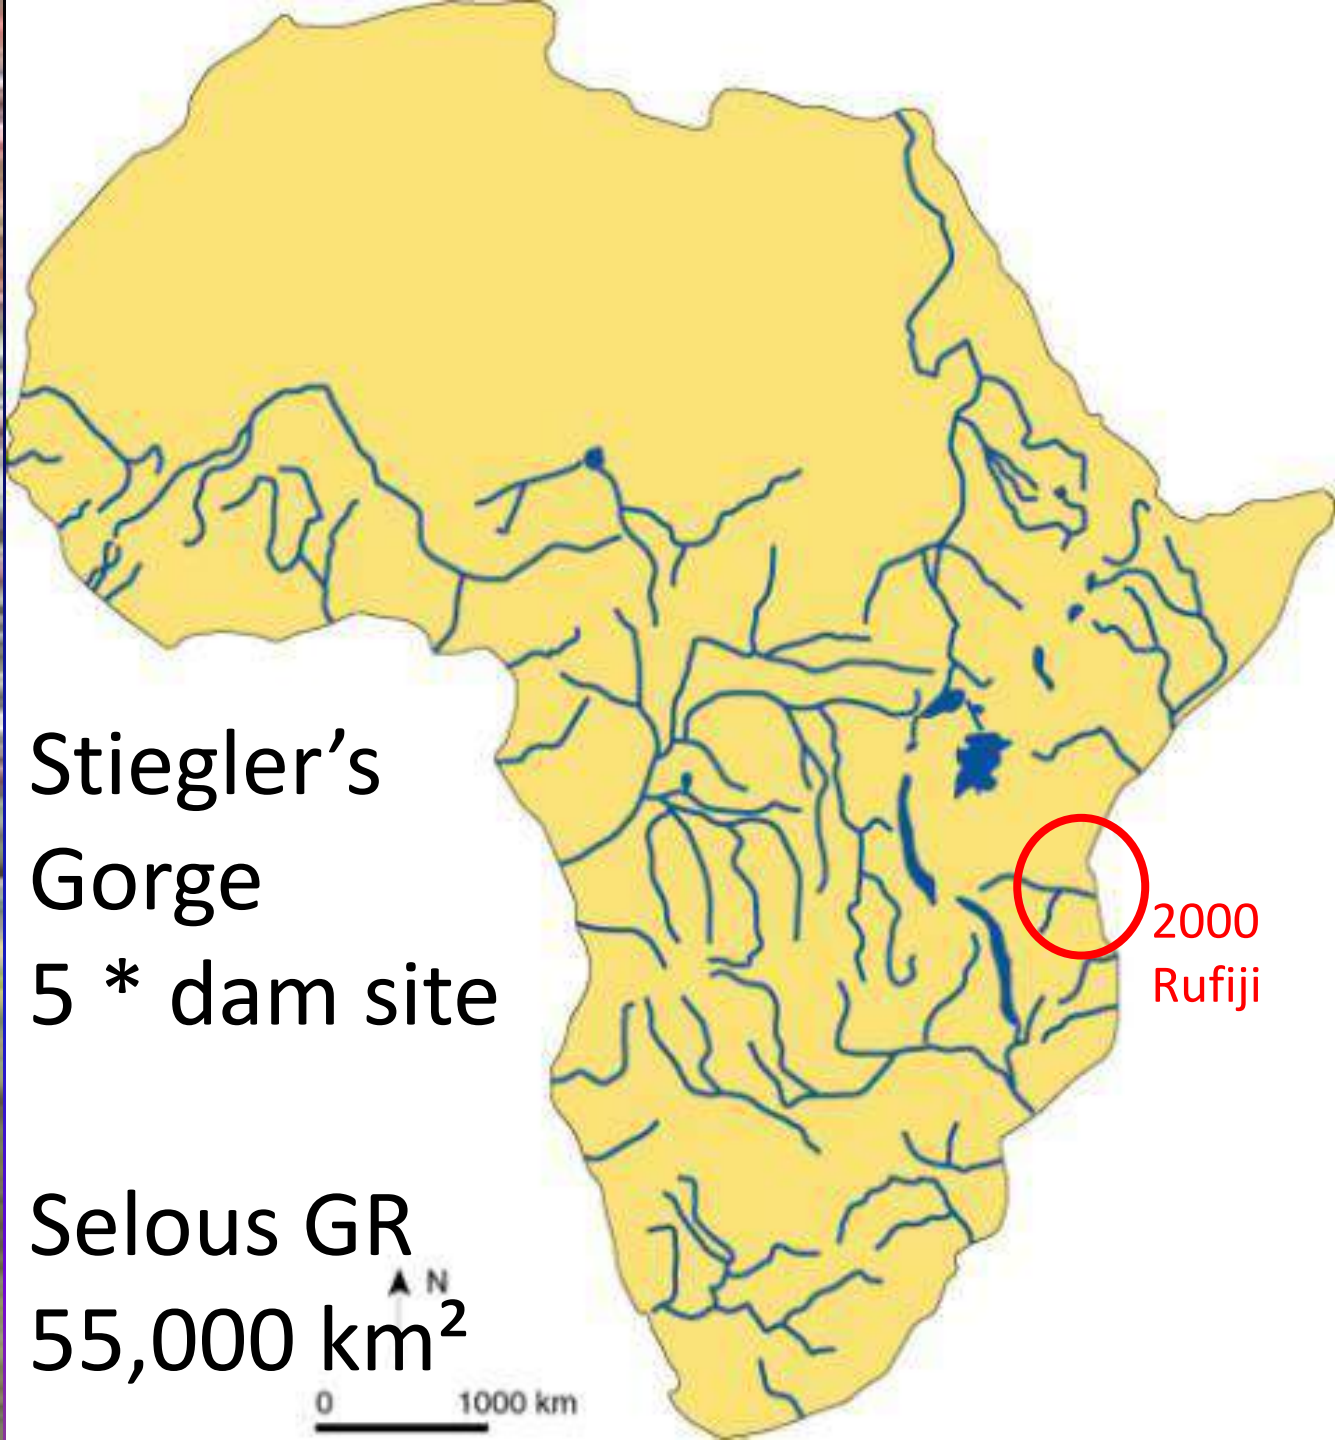 Stiegler’s
Gorge
5 * dam site
2000
Rufiji
Selous GR
N
55,000 km²
0 1000 km